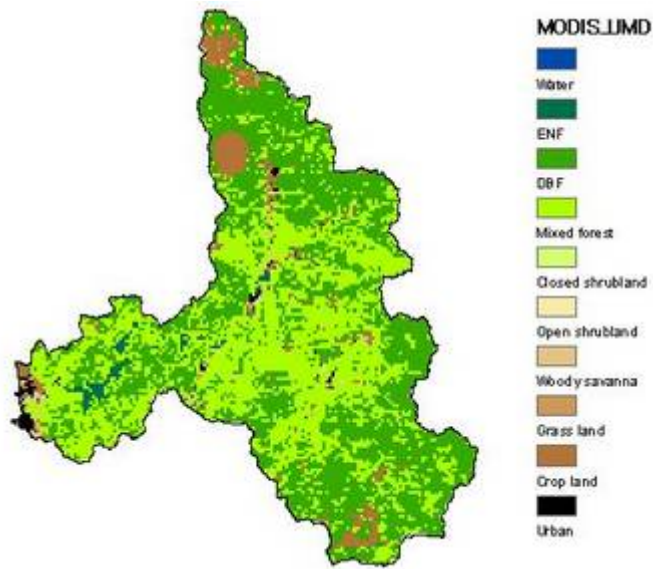 MODIS_UMD
Water
ENF
DBF
Mixed forest
Closed shrubland
Open shrubland
Woody savanna
Grass land
Crop land
Urban